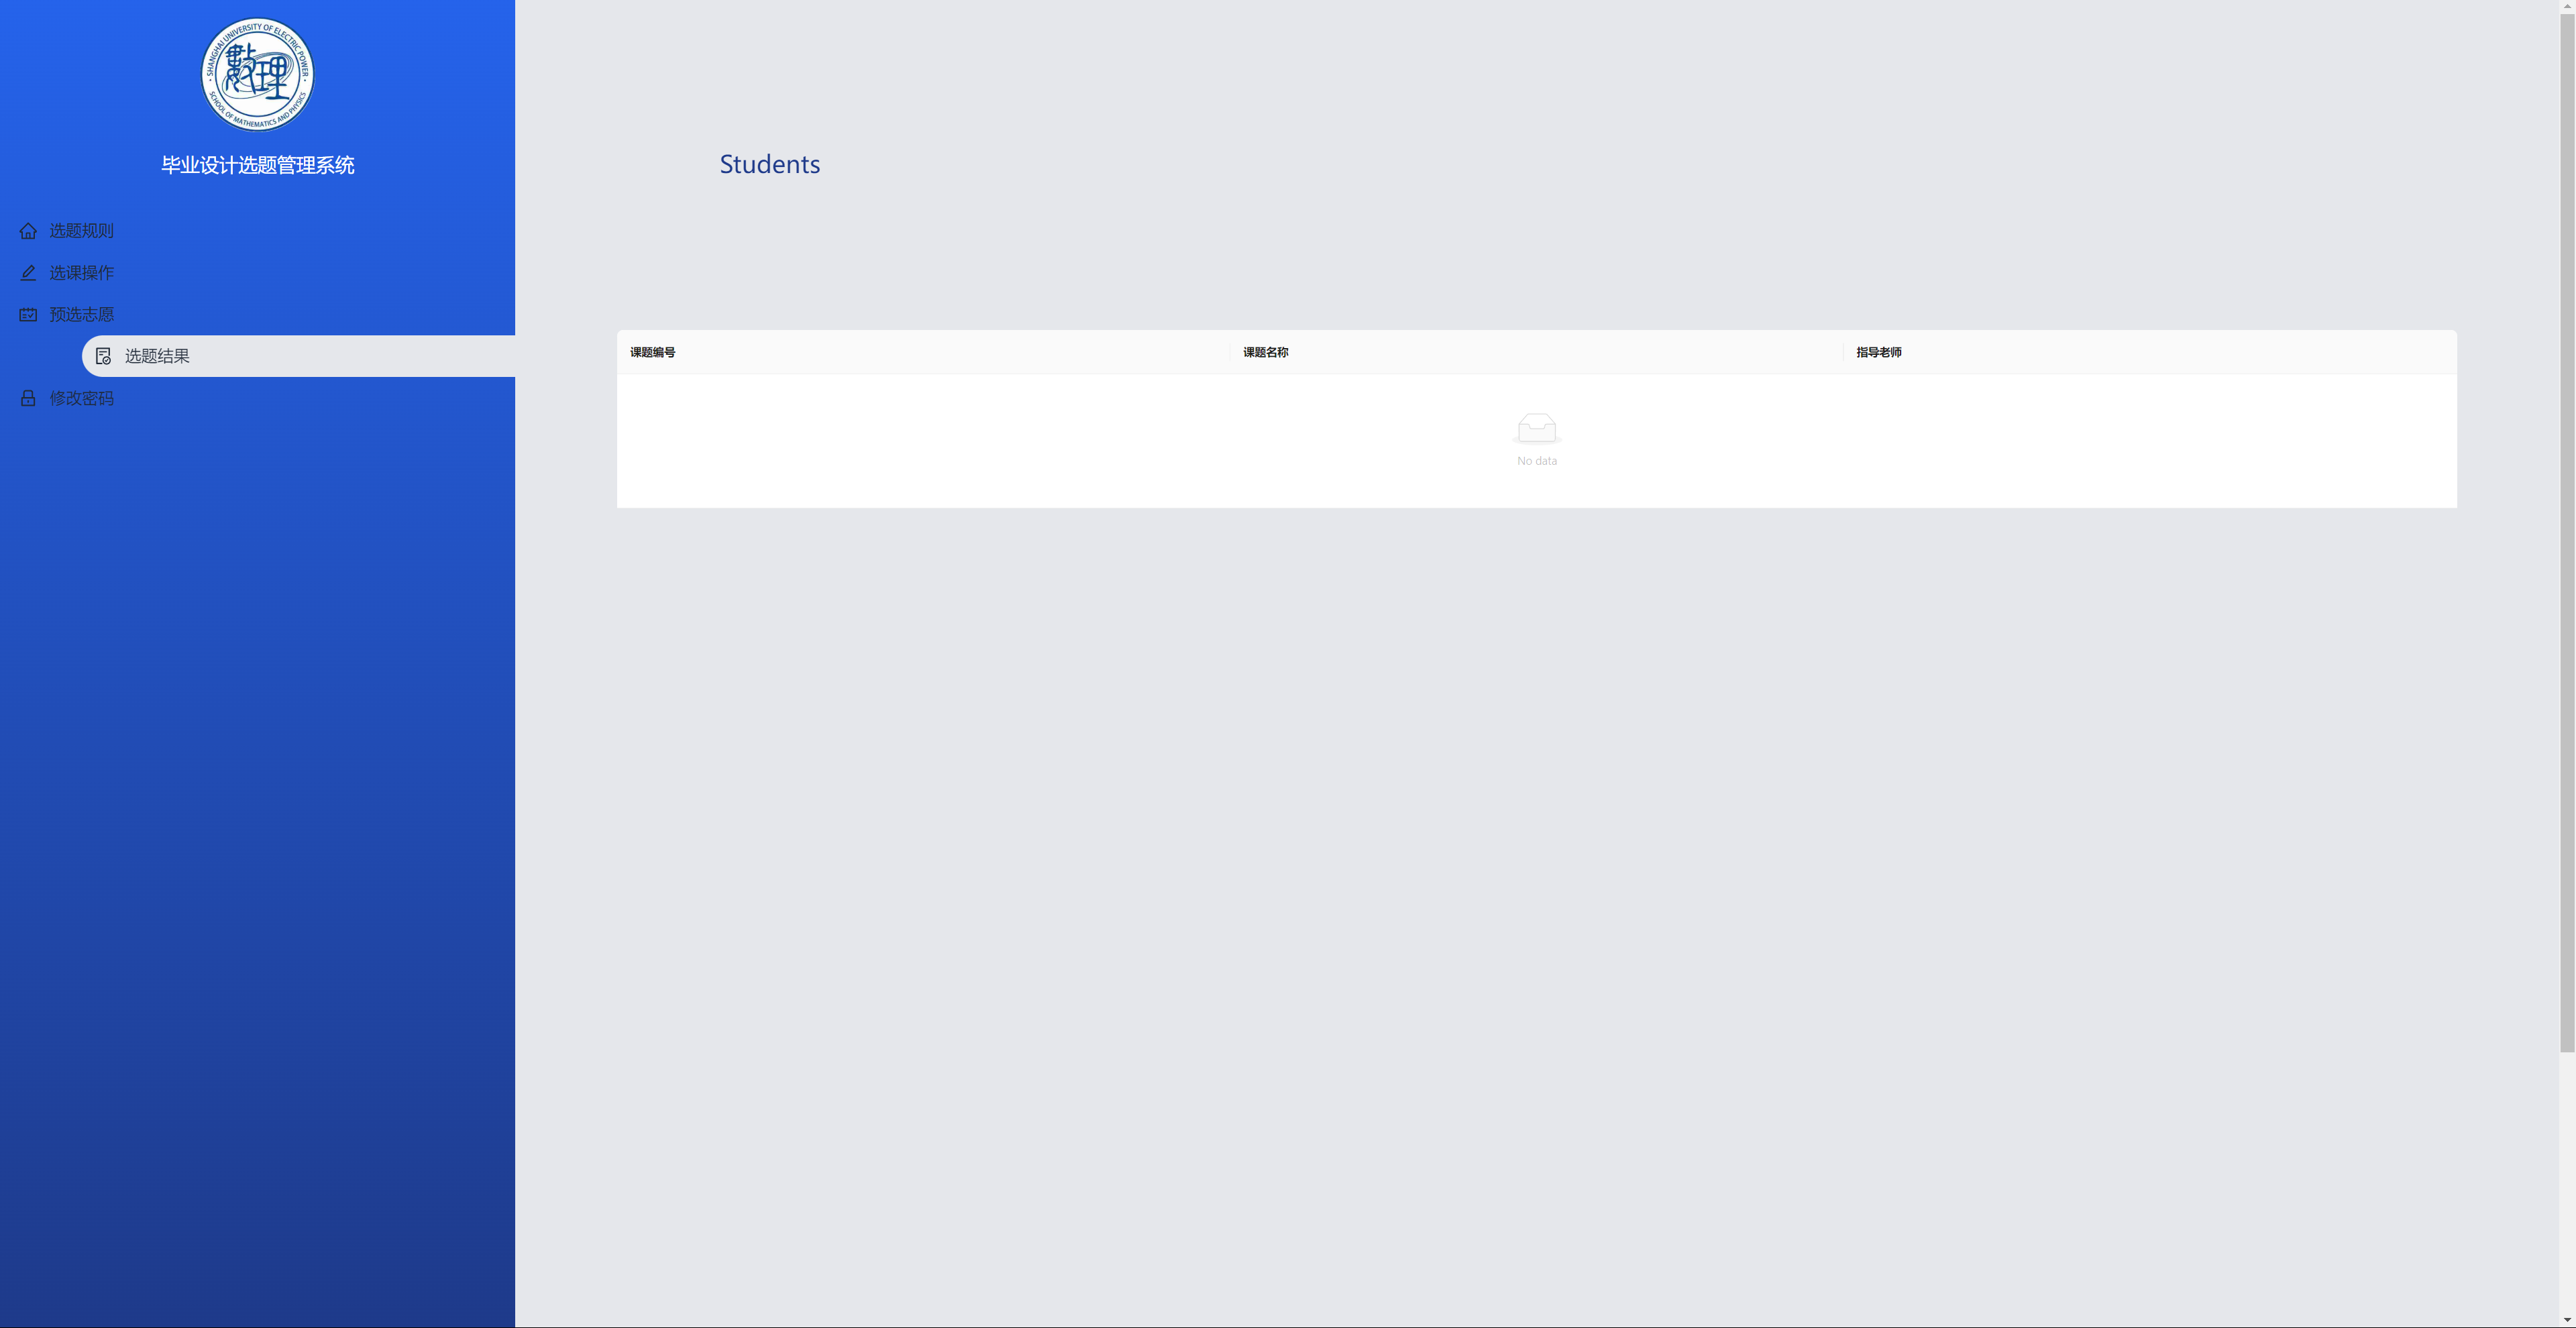 SHANGHAI UNIVERSITY OF ELECTRIC POWER
數理
SCHOOL OF MATHEMATICS AND PHYSICS
毕业设计选题管理系统
选题规则
选课操作
预选志愿
选题结果
修改密码
Students
课题编号 课题名称 指导老师
No data